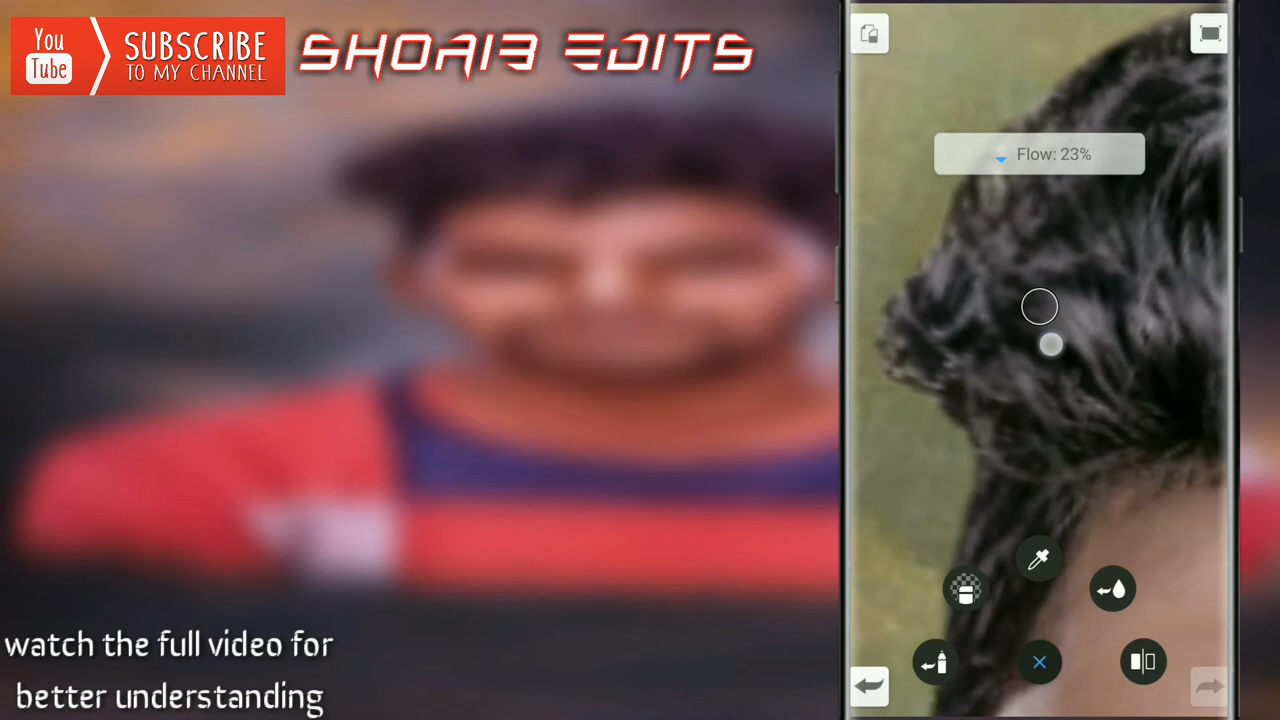 You
Tube
SUBSCRIBE
TO MY CHANNEL
SHOAIB EDITS
Flow: 23%
watch the full video for
better understanding